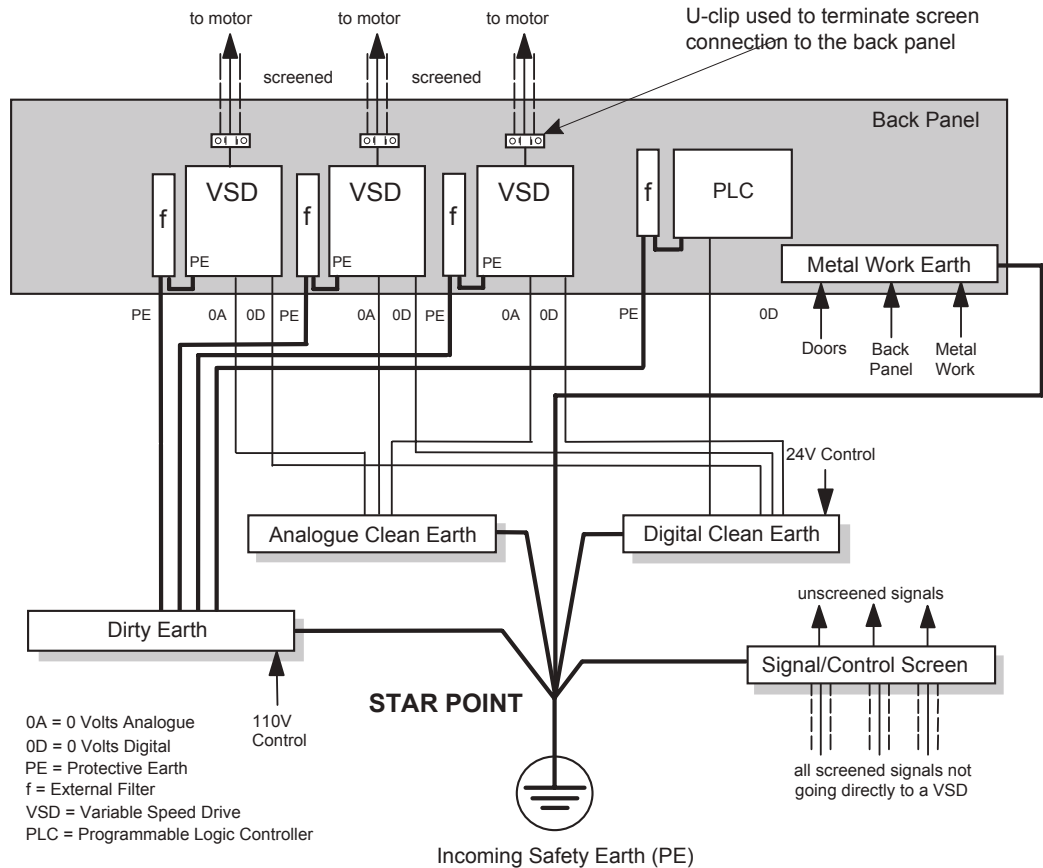 to motor
to motor
to motor
U-clip used to terminate screen
connection to the back panel
screened
screened
Back Panel
f
VSD
PE
f
VSD
PE
f
VSD
PE
f
PLC
Metal Work Earth
PE
0A
0D
PE
0A
0D
PE
0A
0D
PE
0D
Doors
Back
Panel
Metal
Work
24V Control
Analogue Clean Earth
Digital Clean Earth
unscreened signals
Dirty Earth
Signal/Control Screen
STAR POINT
110V
Control
0A = 0 Volts Analogue
0D = 0 Volts Digital
PE = Protective Earth
f = External Filter
VSD = Variable Speed Drive
PLC = Programmable Logic Controller
all screened signals not
going directly to a VSD
Incoming Safety Earth (PE)